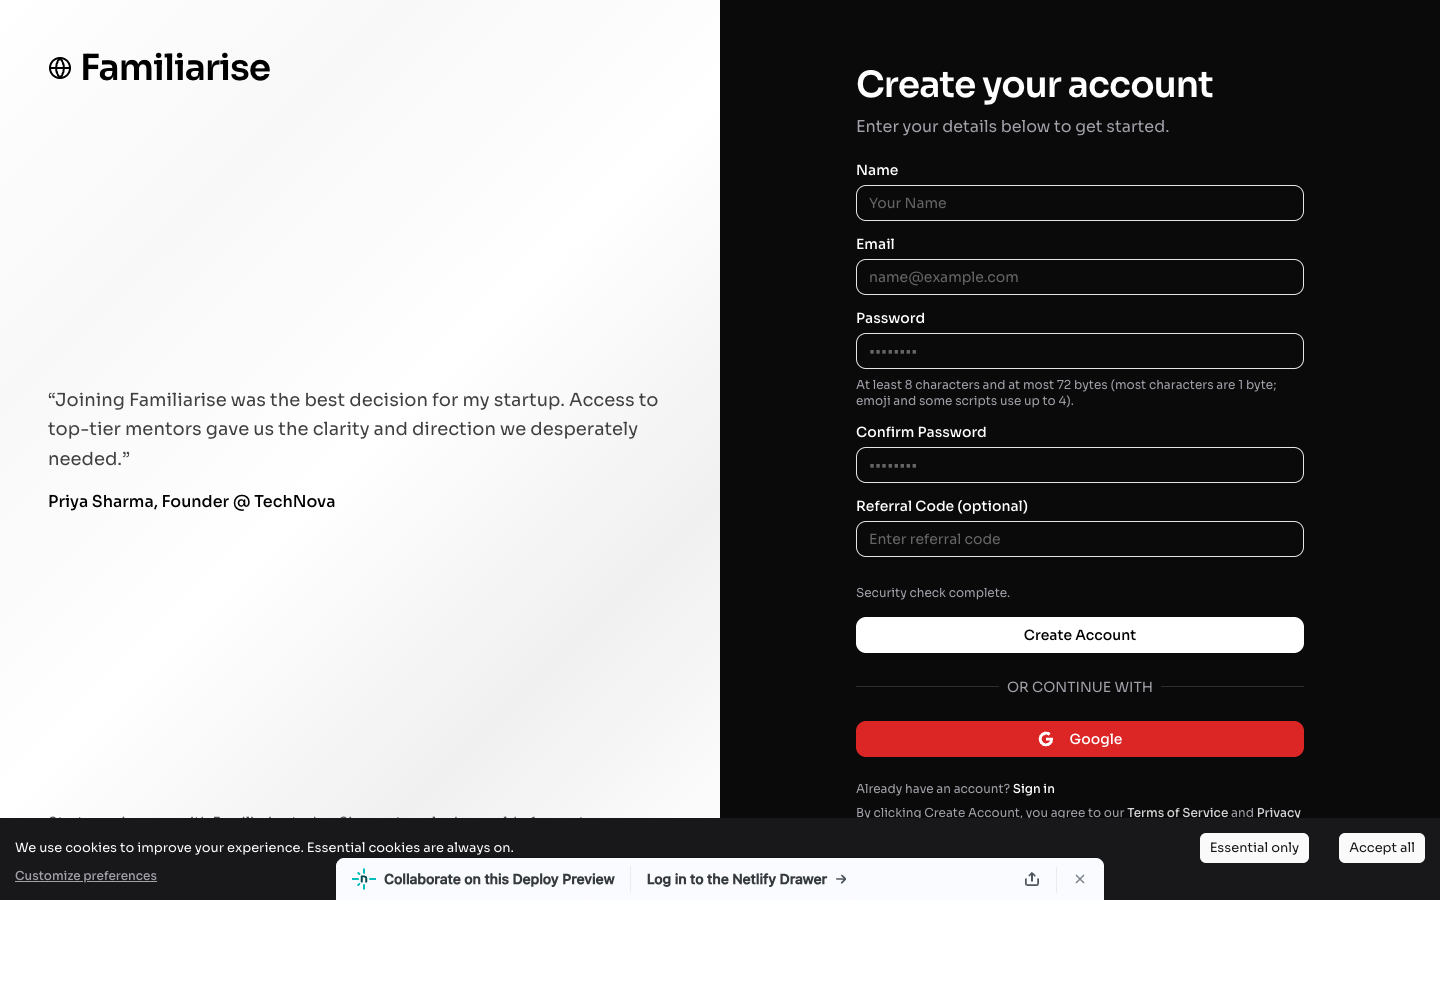 Familiarise
“Joining Familiarise was the best decision for my startup. Access to
top-tier mentors gave us the clarity and direction we desperately
needed.”
Priya Sharma, Founder @ TechNova
Create your account
Enter your details below to get started.
Name
Your Name
Email
name@example.com
Password
••••••••
At least 8 characters and at most 72 bytes (most characters are 1 byte;
emoji and some scripts use up to 4).
Confirm Password
••••••••
Referral Code (optional)
Enter referral code
Security check complete.
Create Account
OR CONTINUE WITH
Google
Already have an account? Sign in
By clicking Create Account, you agree to our Terms of Service and Privacy
We use cookies to improve your experience. Essential cookies are always on.
Customize preferences
Essential only
Accept all
Collaborate on this Deploy Preview
Log in to the Netlify Drawer →